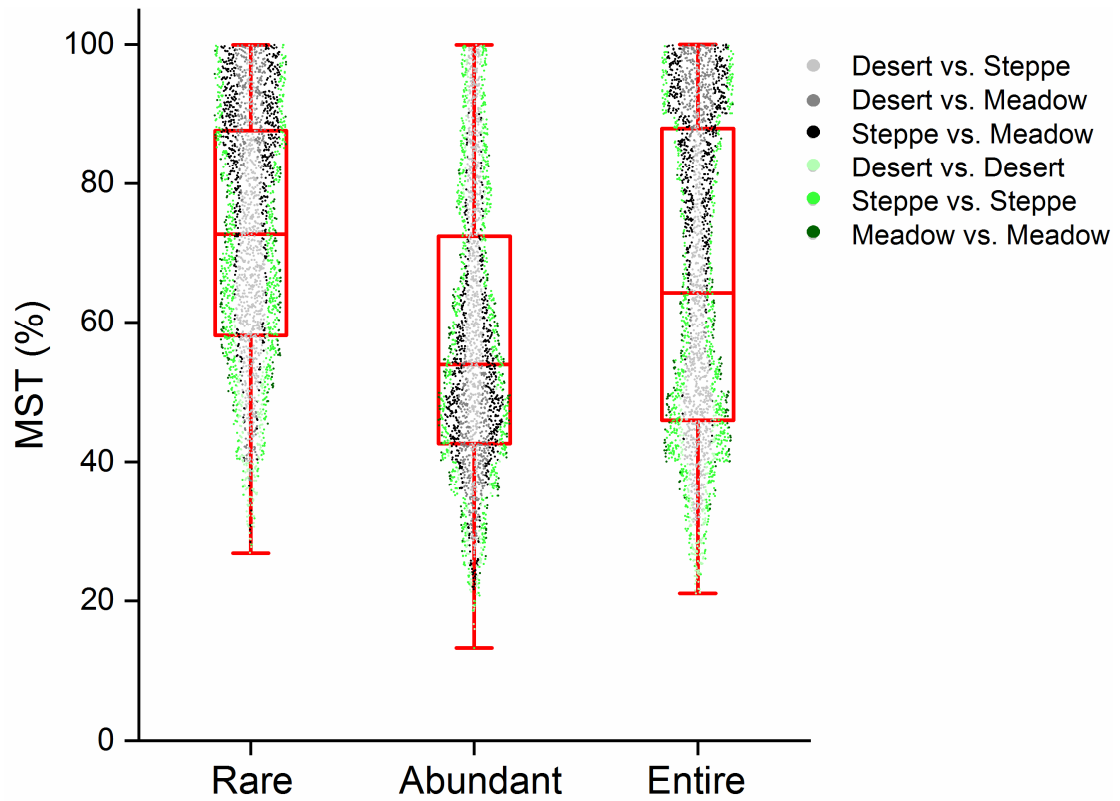 MST (%)
100
80
60
40
20
0
Rare
Abundant
Entire
Desert vs. Steppe
Desert vs. Meadow
Steppe vs. Meadow
Desert vs. Desert
Steppe vs. Steppe
Meadow vs. Meadow